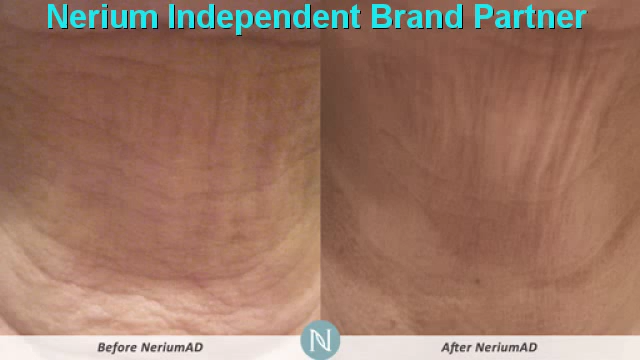 Nerium Independent Brand Partner
Before NeriumAD
N
After NeriumAD